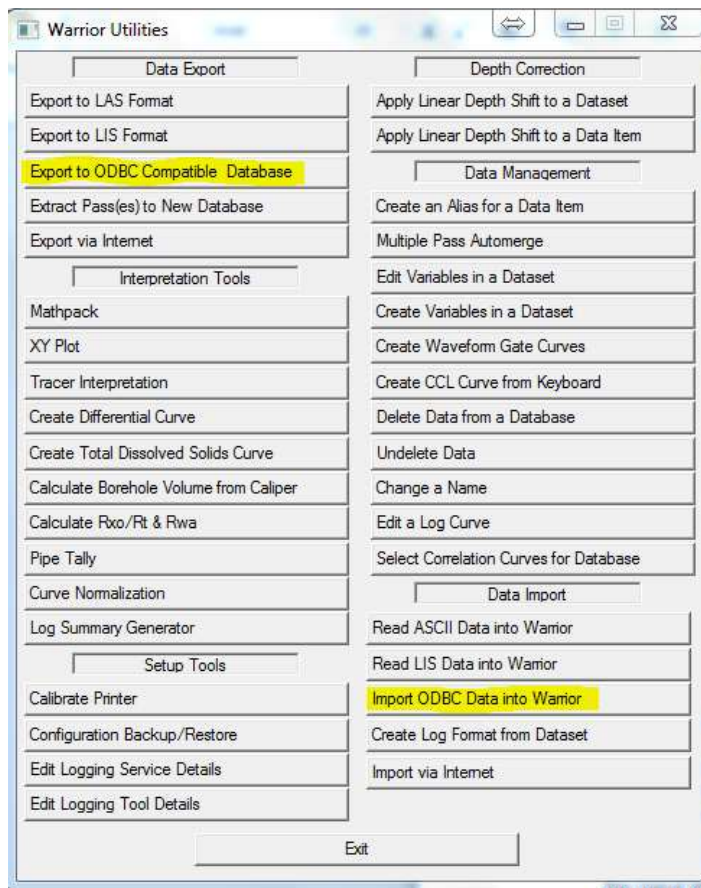 Warrior Utilities
Data Export
Export to LAS Format
Export to LIS Format
Export to ODBC Compatible Database
Extract Pass(es) to New Database
Export via Internet
Interpretation Tools
Mathpack
XY Plot
Tracer Interpretation
Create Differential Curve
Create Total Dissolved Solids Curve
Calculate Borehole Volume from Caliper
Calculate Rxo/Rt & Rwa
Pipe Tally
Curve Normalization
Log Summary Generator
Setup Tools
Calibrate Printer
Configuration Backup/Restore
Edit Logging Service Details
Edit Logging Tool Details
Depth Correction
Apply Linear Depth Shift to a Dataset
Apply Linear Depth Shift to a Data Item
Data Management
Create an Alias for a Data Item
Multiple Pass Automerge
Edit Variables in a Dataset
Create Variables in a Dataset
Create Waveform Gate Curves
Create CCL Curve from Keyboard
Delete Data from a Database
Undelete Data
Change a Name
Edit a Log Curve
Select Correlation Curves for Database
Data Import
Read ASCII Data into Warrior
Read LIS Data into Warrior
Import ODBC Data into Warrior
Create Log Format from Dataset
Import via Internet
Exit